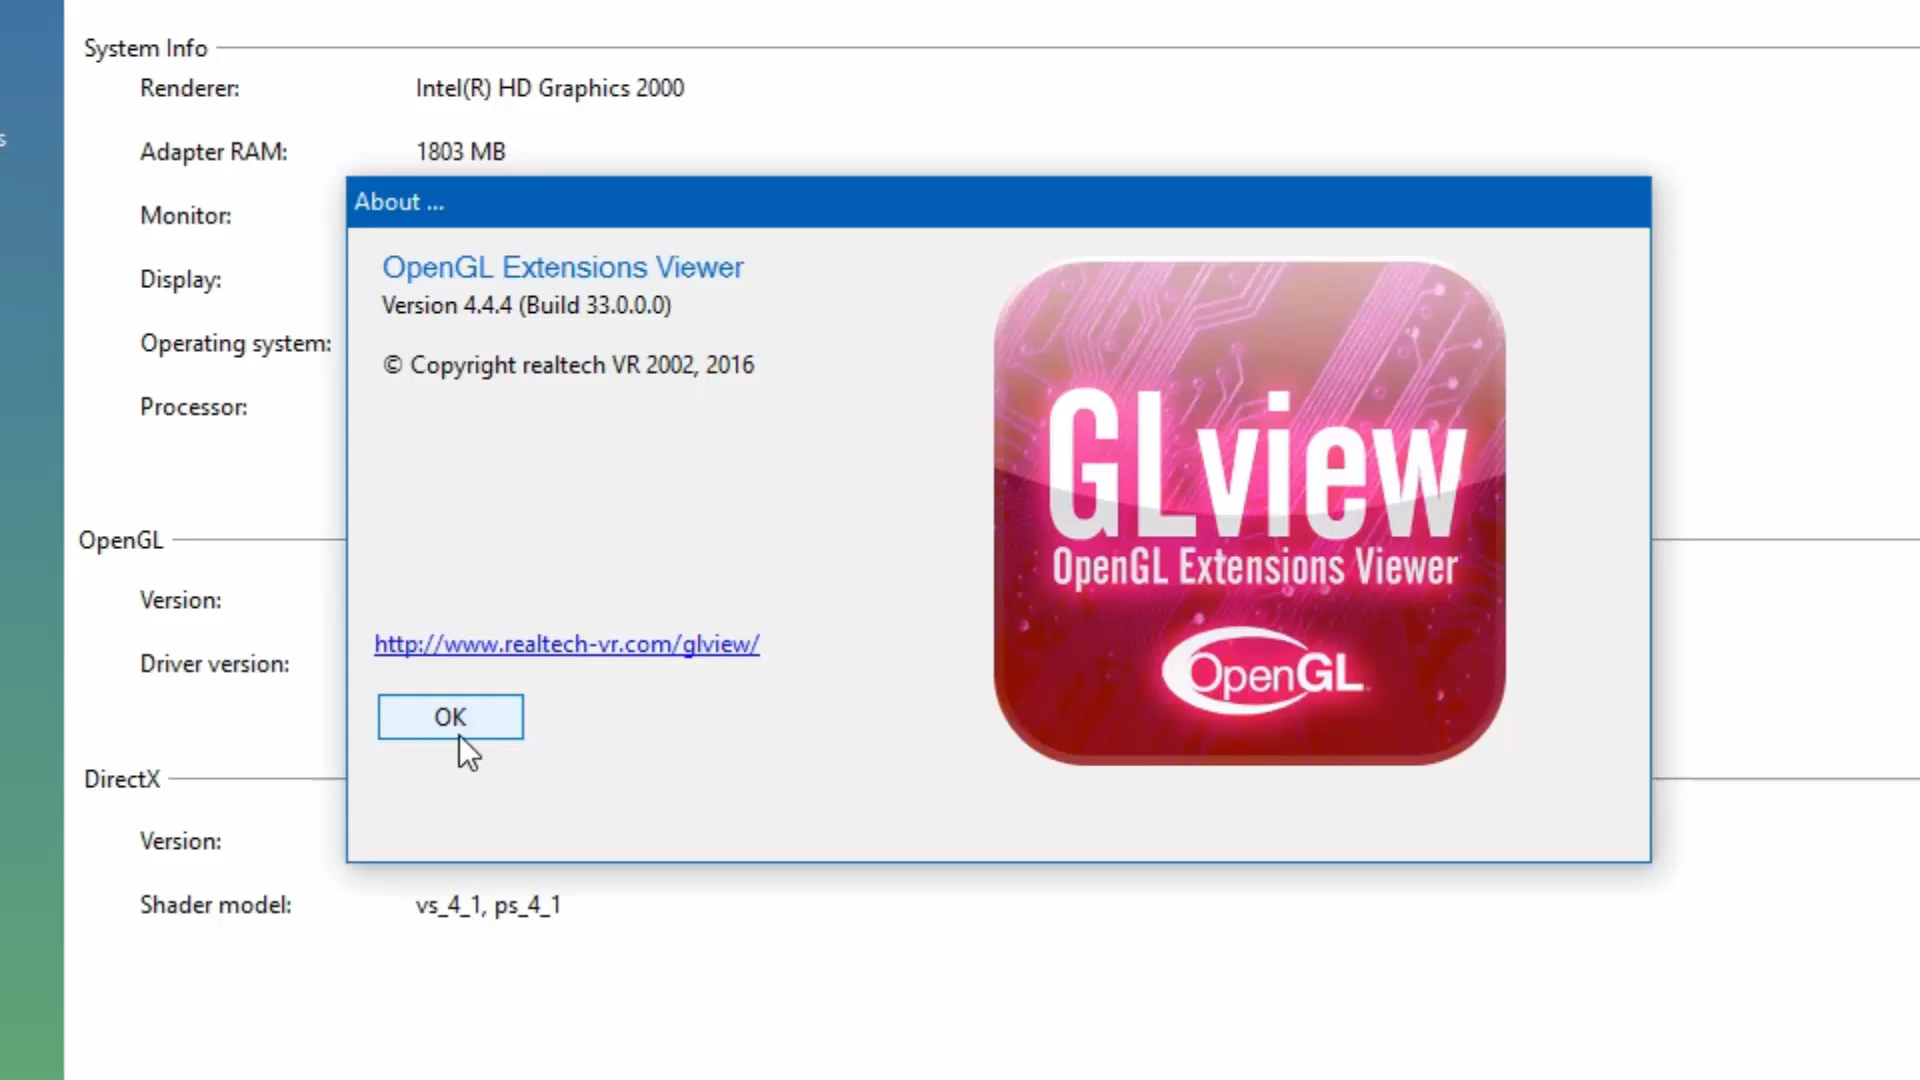 System Info
Renderer: Intel(R) HD Graphics 2000
s
Adapter RAM: 1803 MB
Monitor:
Display:
Operating system:
Processor:
OpenGL
Version:
Driver version:
DirectX
Version:
Shader model: vs_4_1, ps_4_1
About ...
OpenGL Extensions Viewer
Version 4.4.4 (Build 33.0.0.0)
© Copyright realtech VR 2002, 2016
http://www.realtech-vr.com/glview/
OK
GLview
OpenGL Extensions Viewer
OpenGL